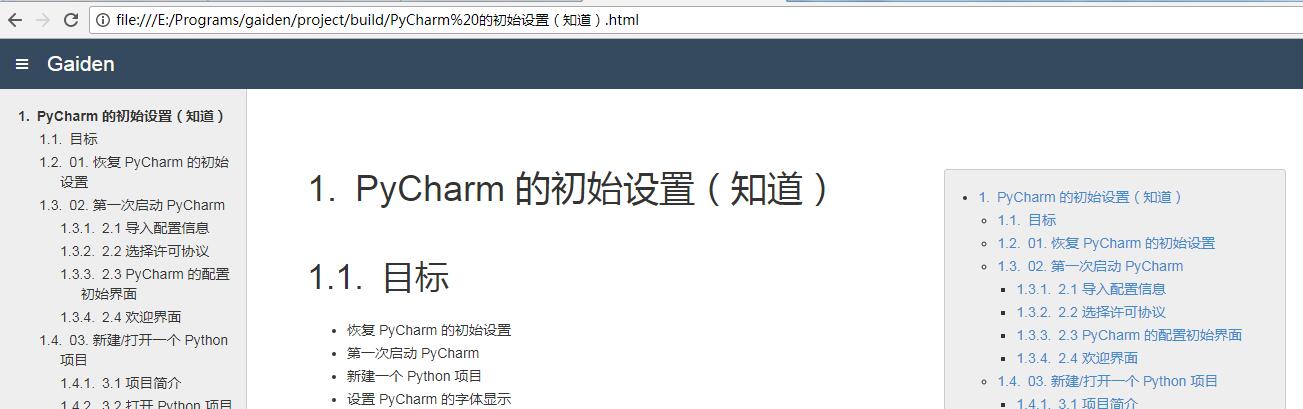 file:///E:/Programs/gaiden/project/build/PyCharm%20的初始设置（知道）.html
Gaiden
1. PyCharm 的初始设置（知道）
1.1. 目标
1.2. 01. 恢复 PyCharm 的初始
设置
1.3. 02. 第一次启动 PyCharm
1.3.1. 2.1 导入配置信息
1.3.2. 2.2 选择许可协议
1.3.3. 2.3 PyCharm 的配置
初始界面
1.3.4. 2.4 欢迎界面
1.4. 03. 新建/打开一个 Python
项目
1.4.1. 3.1 项目简介
1.4.2. 3.2 打开 Python 项目
1. PyCharm 的初始设置（知道）
1.1. 目标
恢复 PyCharm 的初始设置
第一次启动 PyCharm
新建一个 Python 项目
设置 PyCharm 的字体显示
1. PyCharm 的初始设置（知道）
1.1. 目标
1.2. 01. 恢复 PyCharm 的初始设置
1.3. 02. 第一次启动 PyCharm
1.3.1. 2.1 导入配置信息
1.3.2. 2.2 选择许可协议
1.3.3. 2.3 PyCharm 的配置初始界面
1.3.4. 2.4 欢迎界面
1.4. 03. 新建/打开一个 Python 项目
1.4.1. 3.1 项目简介